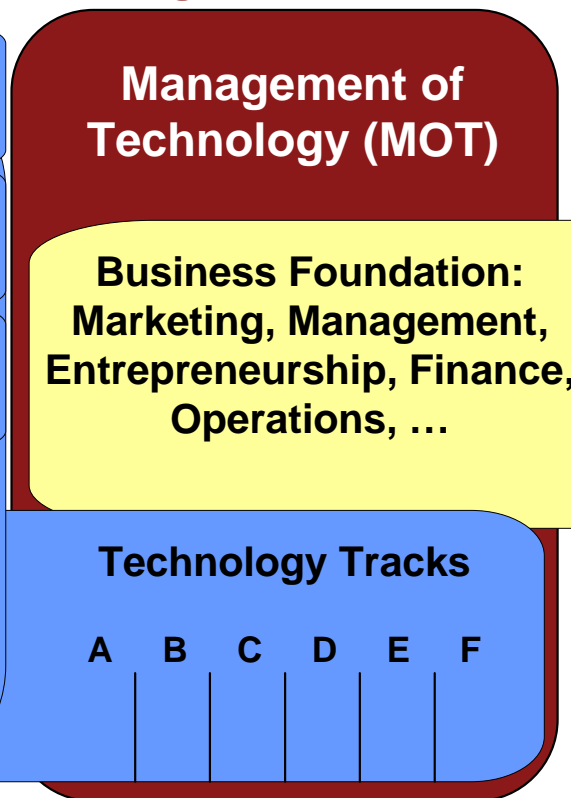 Management of
Technology (MOT)
Business Foundation:
Marketing, Management,
Entrepreneurship, Finance,
Operations, …
Technology Tracks
A B C D E F